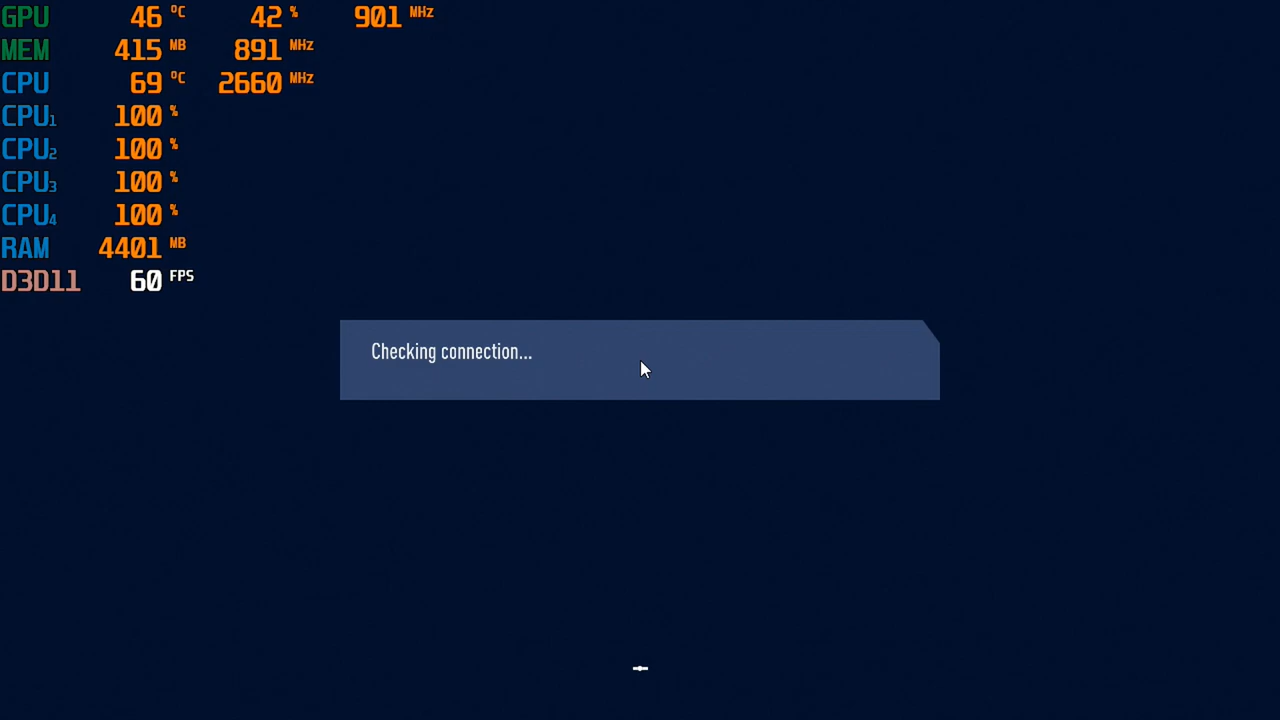 GPU 46 °C 42 % 901 MHz
MEM 415 MB 891 MHz
CPU 69 °C 2660 MHz
CPU1 100 %
CPU2 100 %
CPU3 100 %
CPU4 100 %
RAM 4401 MB
D3D11 60 FPS
Checking connection...